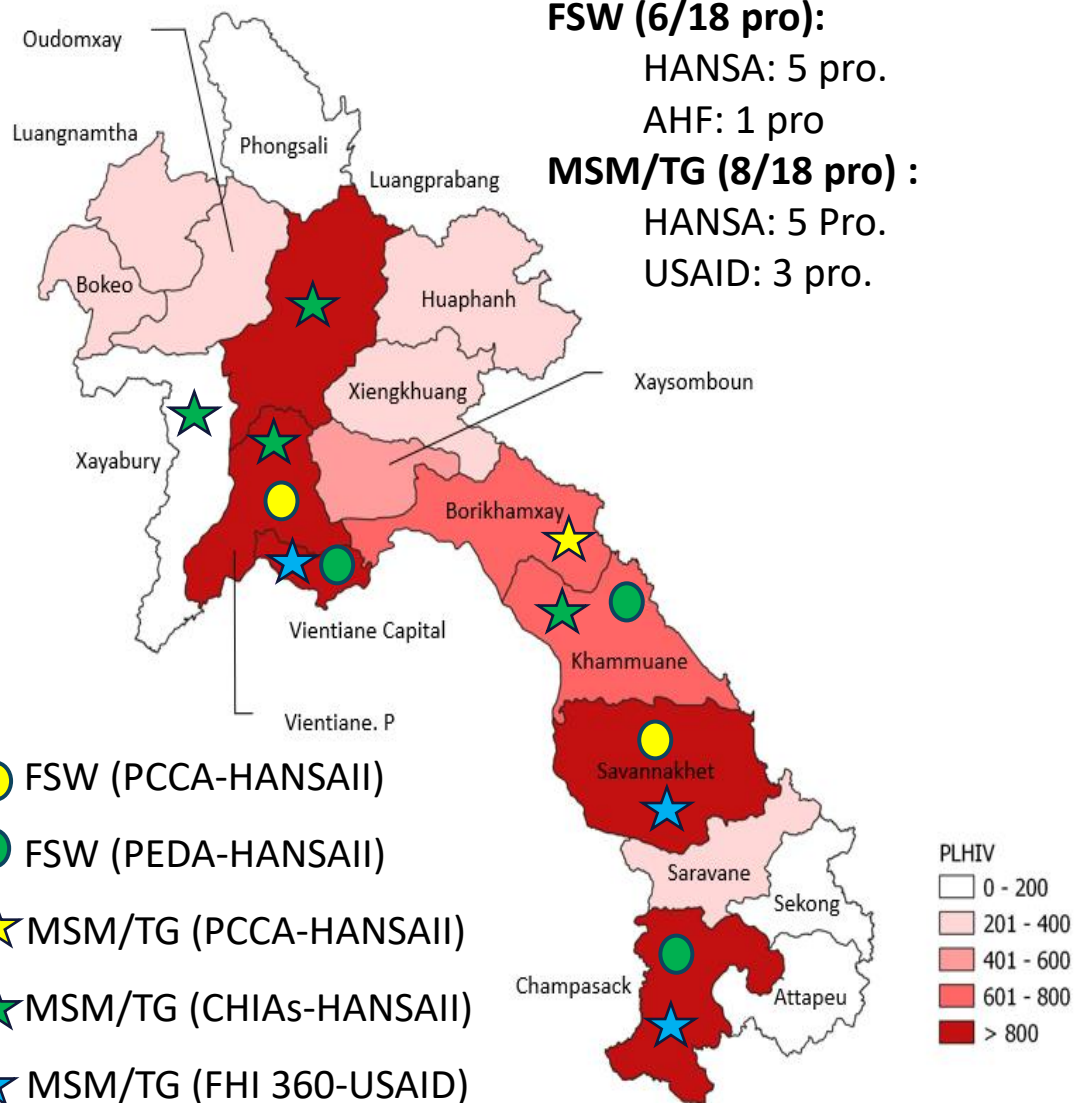 FSW (6/18 pro):
HANSA: 5 pro.
AHF: 1 pro
MSM/TG (8/18 pro) :
HANSA: 5 Pro.
USAID: 3 pro.
Oudomxay
Luangnamtha
Phongsali
Luangprabang
Bokeo
Huaphanh
Xiengkhuang
Xaysomboun
Xayabury
Borikhamxay
Vientiane Capital
Khammuane
Vientiane. P
Savannakhet
Saravane
Sekong
Champasack
Attapeu
FSW (PCCA-HANSAII)
FSW (PEDA-HANSAII)
MSM/TG (PCCA-HANSAII)
MSM/TG (CHIAs-HANSAII)
MSM/TG (FHI 360-USAID)
PLHIV
0 - 200
201 - 400
401 - 600
601 - 800
> 800